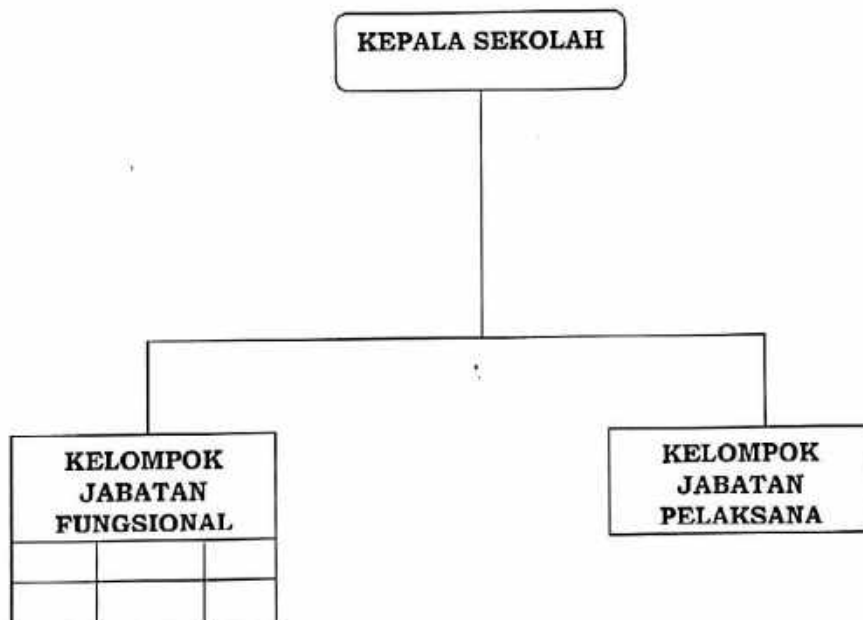 KEPALA SEKOLAH
KELOMPOK
JABATAN
FUNGSIONAL
KELOMPOK
JABATAN
PELAKSANA